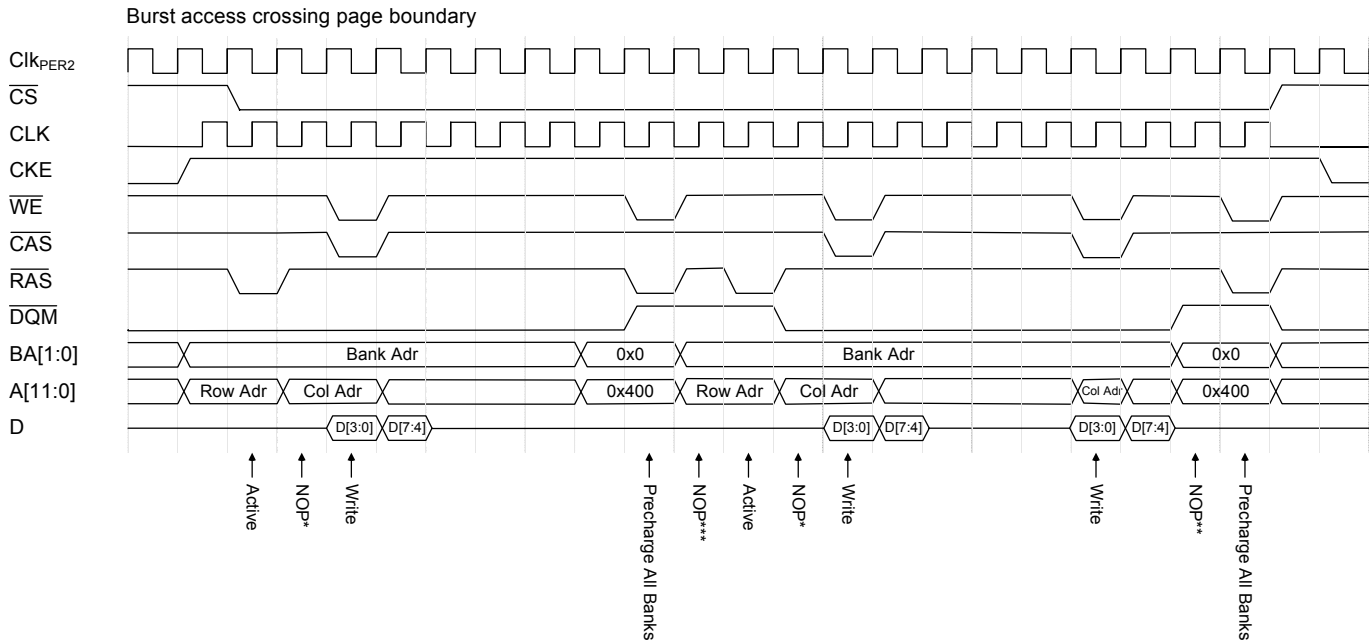 Burst access crossing page boundary
ClkPER2
CS
CLK
CKE
WE
CAS
RAS
DQM
BA[1:0] Bank Adr 0x0 Bank Adr 0x0
A[11:0] Row Adr Col Adr 0x400 Row Adr Col Adr Col Adr 0x400
D D[3:0] D[7:4] D[3:0] D[7:4] D[3:0] D[7:4]
Active
NOP*
Write
Precharge All Banks
NOP***
Active
NOP*
Write
Write
NOP**
Precharge All Banks